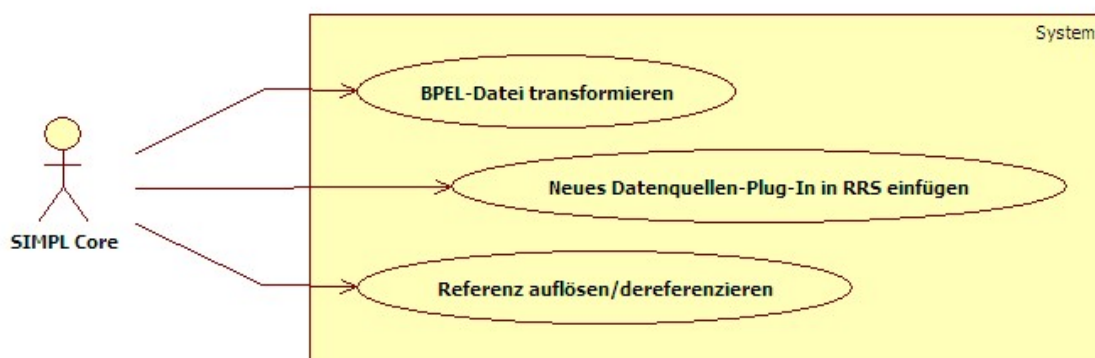 System
BPEL-Datei transformieren
Neues Datenquellen-Plug-In in RRS einfügen
SIMPL Core
Referenz auflösen/dereferenzieren